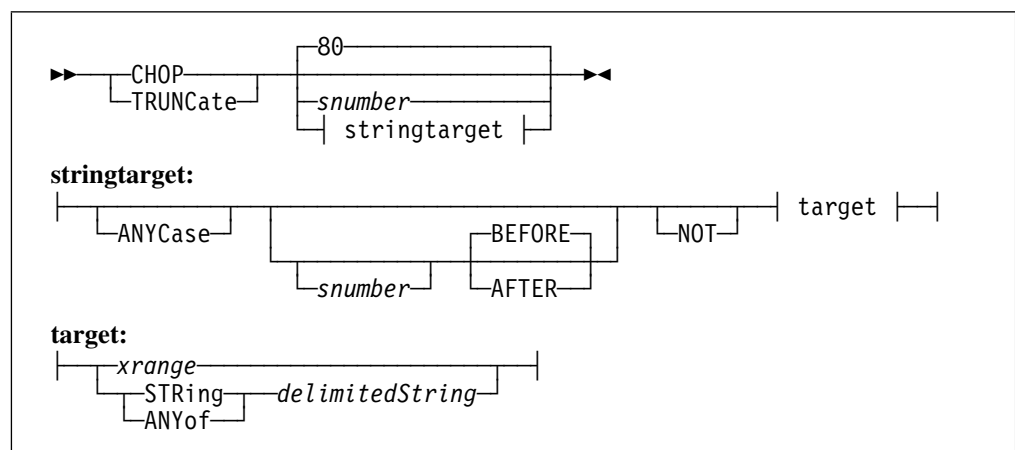 80
CHOP
TRUNCate snumber
stringtarget
stringtarget:
target
ANYCase BEFORE NOT
snumber AFTER
target:
xrange
STRing delimitedString
ANYof